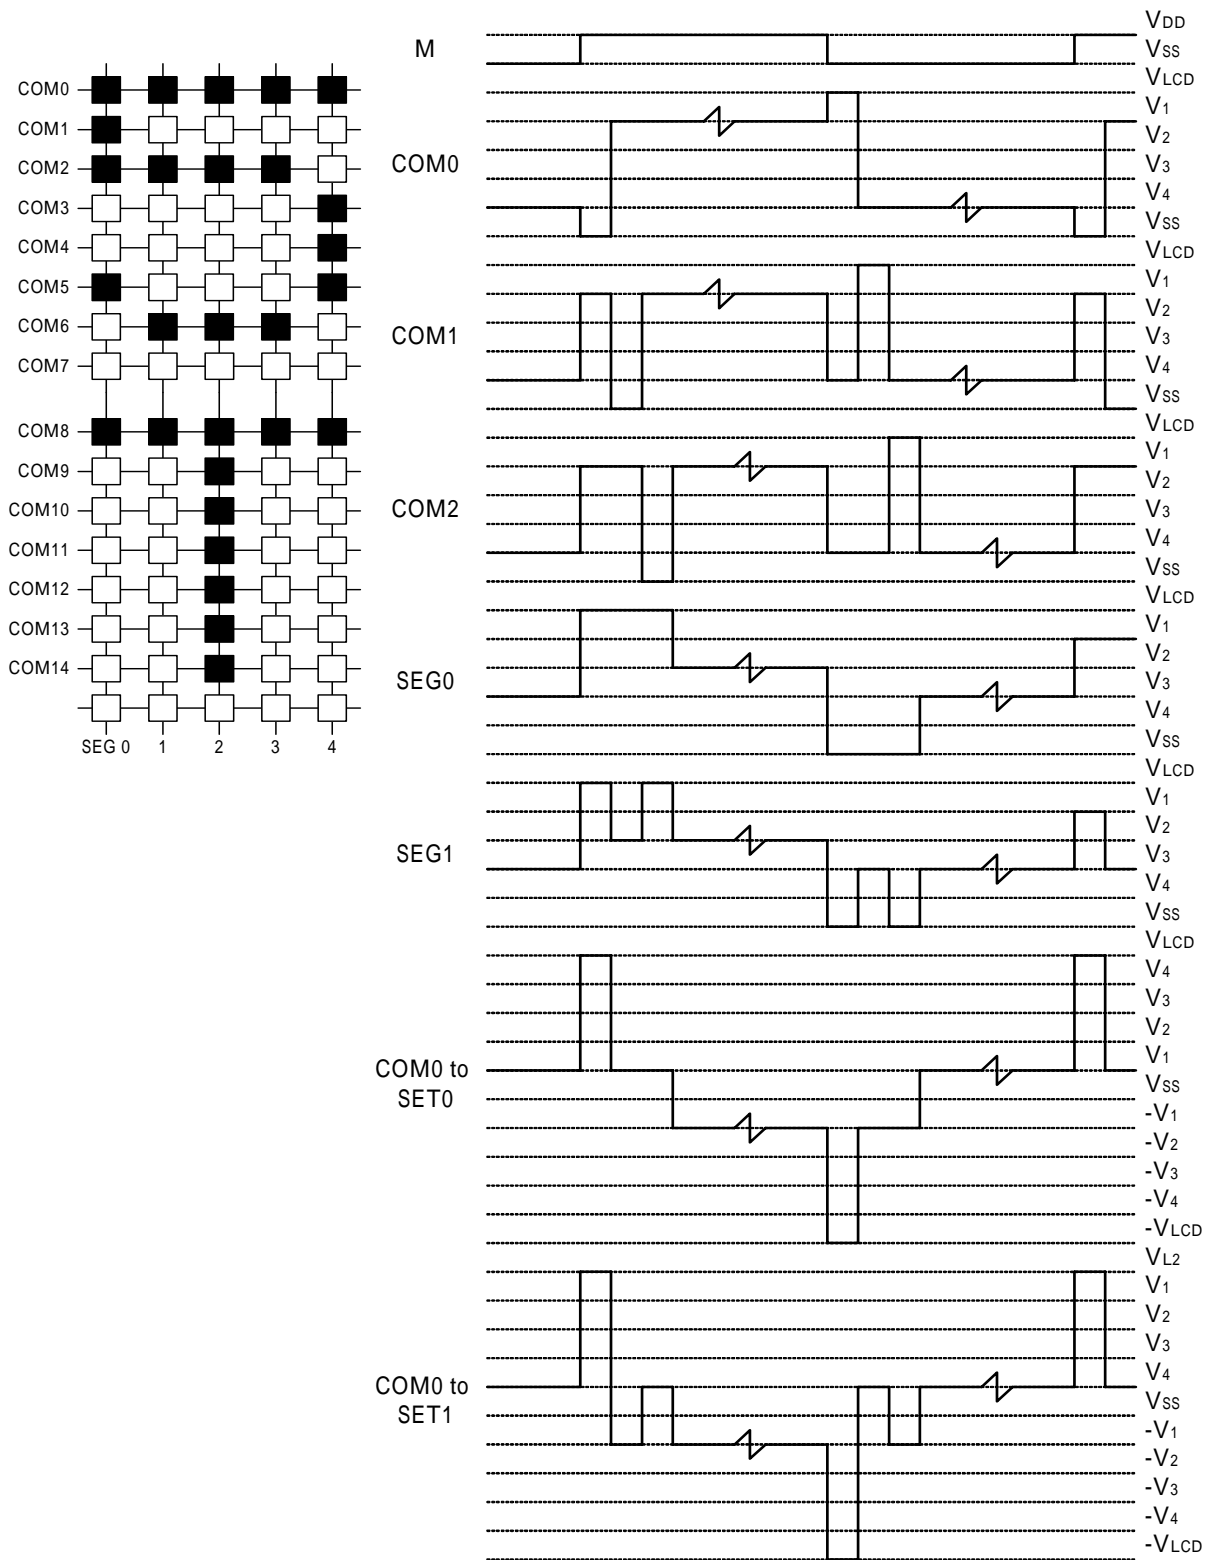 COM0
COM1
COM2
COM3
COM4
COM5
COM6
COM7
COM8
COM9
COM10
COM11
COM12
COM13
COM14
SEG 0 1 2 3 4
M
VDD
VSS
COM0
VLCD
V1
V2
V3
V4
VSS
COM1
VLCD
V1
V2
V3
V4
VSS
COM2
VLCD
V1
V2
V3
V4
VSS
SEG0
VLCD
V1
V2
V3
V4
VSS
SEG1
VLCD
V1
V2
V3
V4
VSS
COM0 to
SET0
VLCD
V4
V3
V2
V1
VSS
-V1
-V2
-V3
-V4
-VLCD
COM0 to
SET1
VL2
V1
V2
V3
V4
VSS
-V1
-V2
-V3
-V4
-VLCD